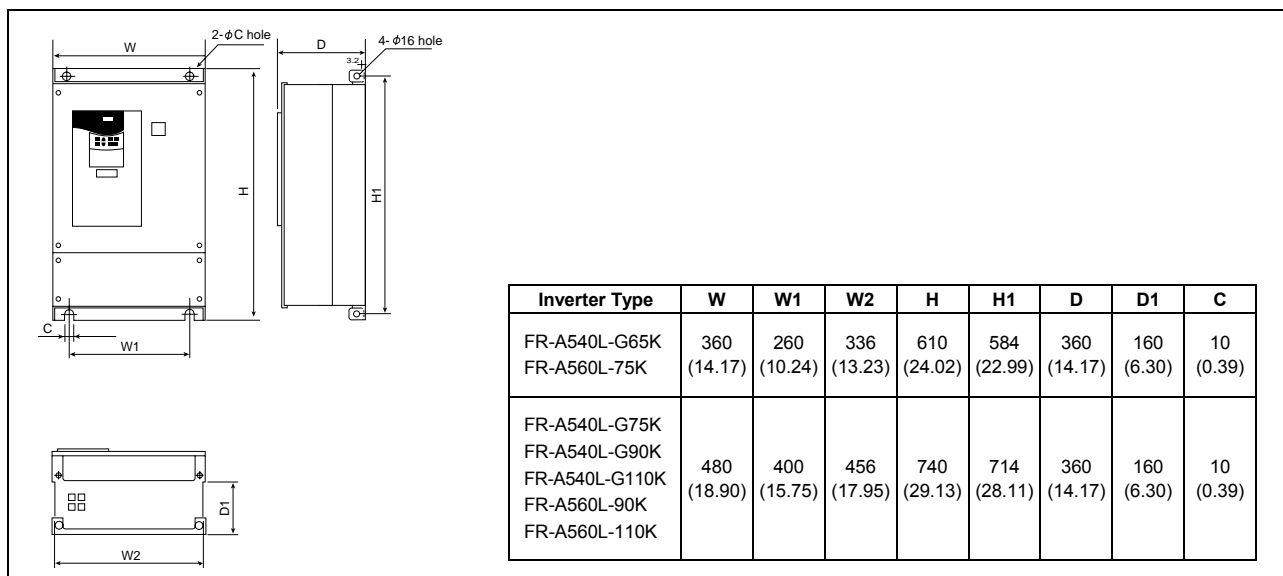 W
2-ϕC hole
D
4- ϕ16 hole
3.2
H
H1
C
W1
D1
W2
Inverter Type W W1 W2 H H1 D D1 C
FR-A540L-G65K
FR-A560L-75K
360 260 336 610 584 360 160 10
(14.17) (10.24) (13.23) (24.02) (22.99) (14.17) (6.30) (0.39)
FR-A540L-G75K
FR-A540L-G90K
FR-A540L-G110K
FR-A560L-90K
FR-A560L-110K
480 400 456 740 714 360 160 10
(18.90) (15.75) (17.95) (29.13) (28.11) (14.17) (6.30) (0.39)